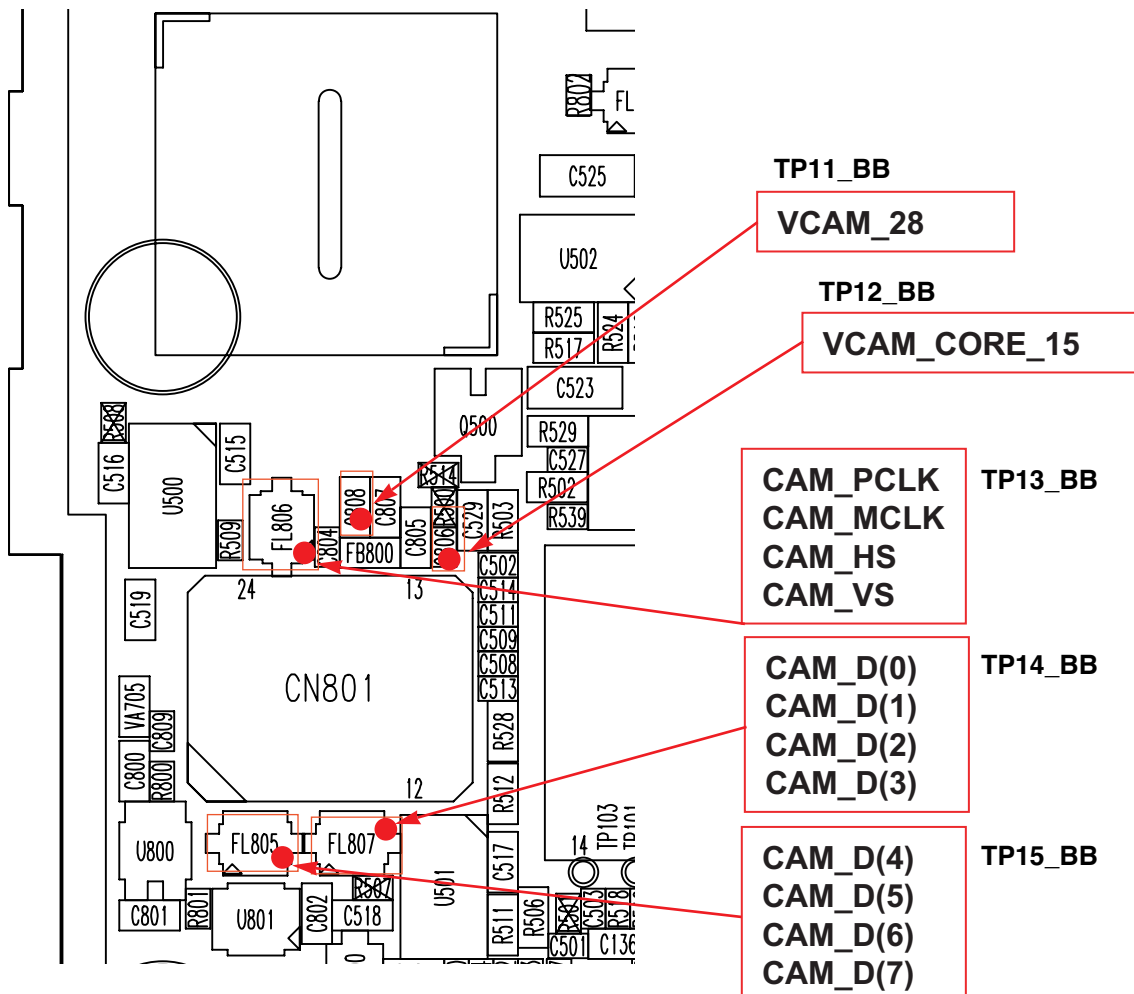 R802
FL
C525
TP11_BB
VCAM_28
U502
TP12_BB
VCAM_CORE_15
R525
R524
R517
C523
Q500
R508
C516
U500
C515
R529
C527
R514
R502
R539
CAM_PCLK
CAM_MCLK
CAM_HS
CAM_VS
TP13_BB
FL806
R509
C804
C807
FB800
C805
C529
R503
C502
C514
C511
C509
C508
C513
24
13
C519
CN801
12
VA705
C809
C800
R800
R528
R512
CAM_D(0)
CAM_D(1)
CAM_D(2)
CAM_D(3)
TP14_BB
U800
FL805
FL807
U501
C517
14
TP103
TP101
CAM_D(4)
CAM_D(5)
CAM_D(6)
CAM_D(7)
TP15_BB
R507
C801
R801
U801
C802
C518
R511
R506
C501
C503
R518
C136